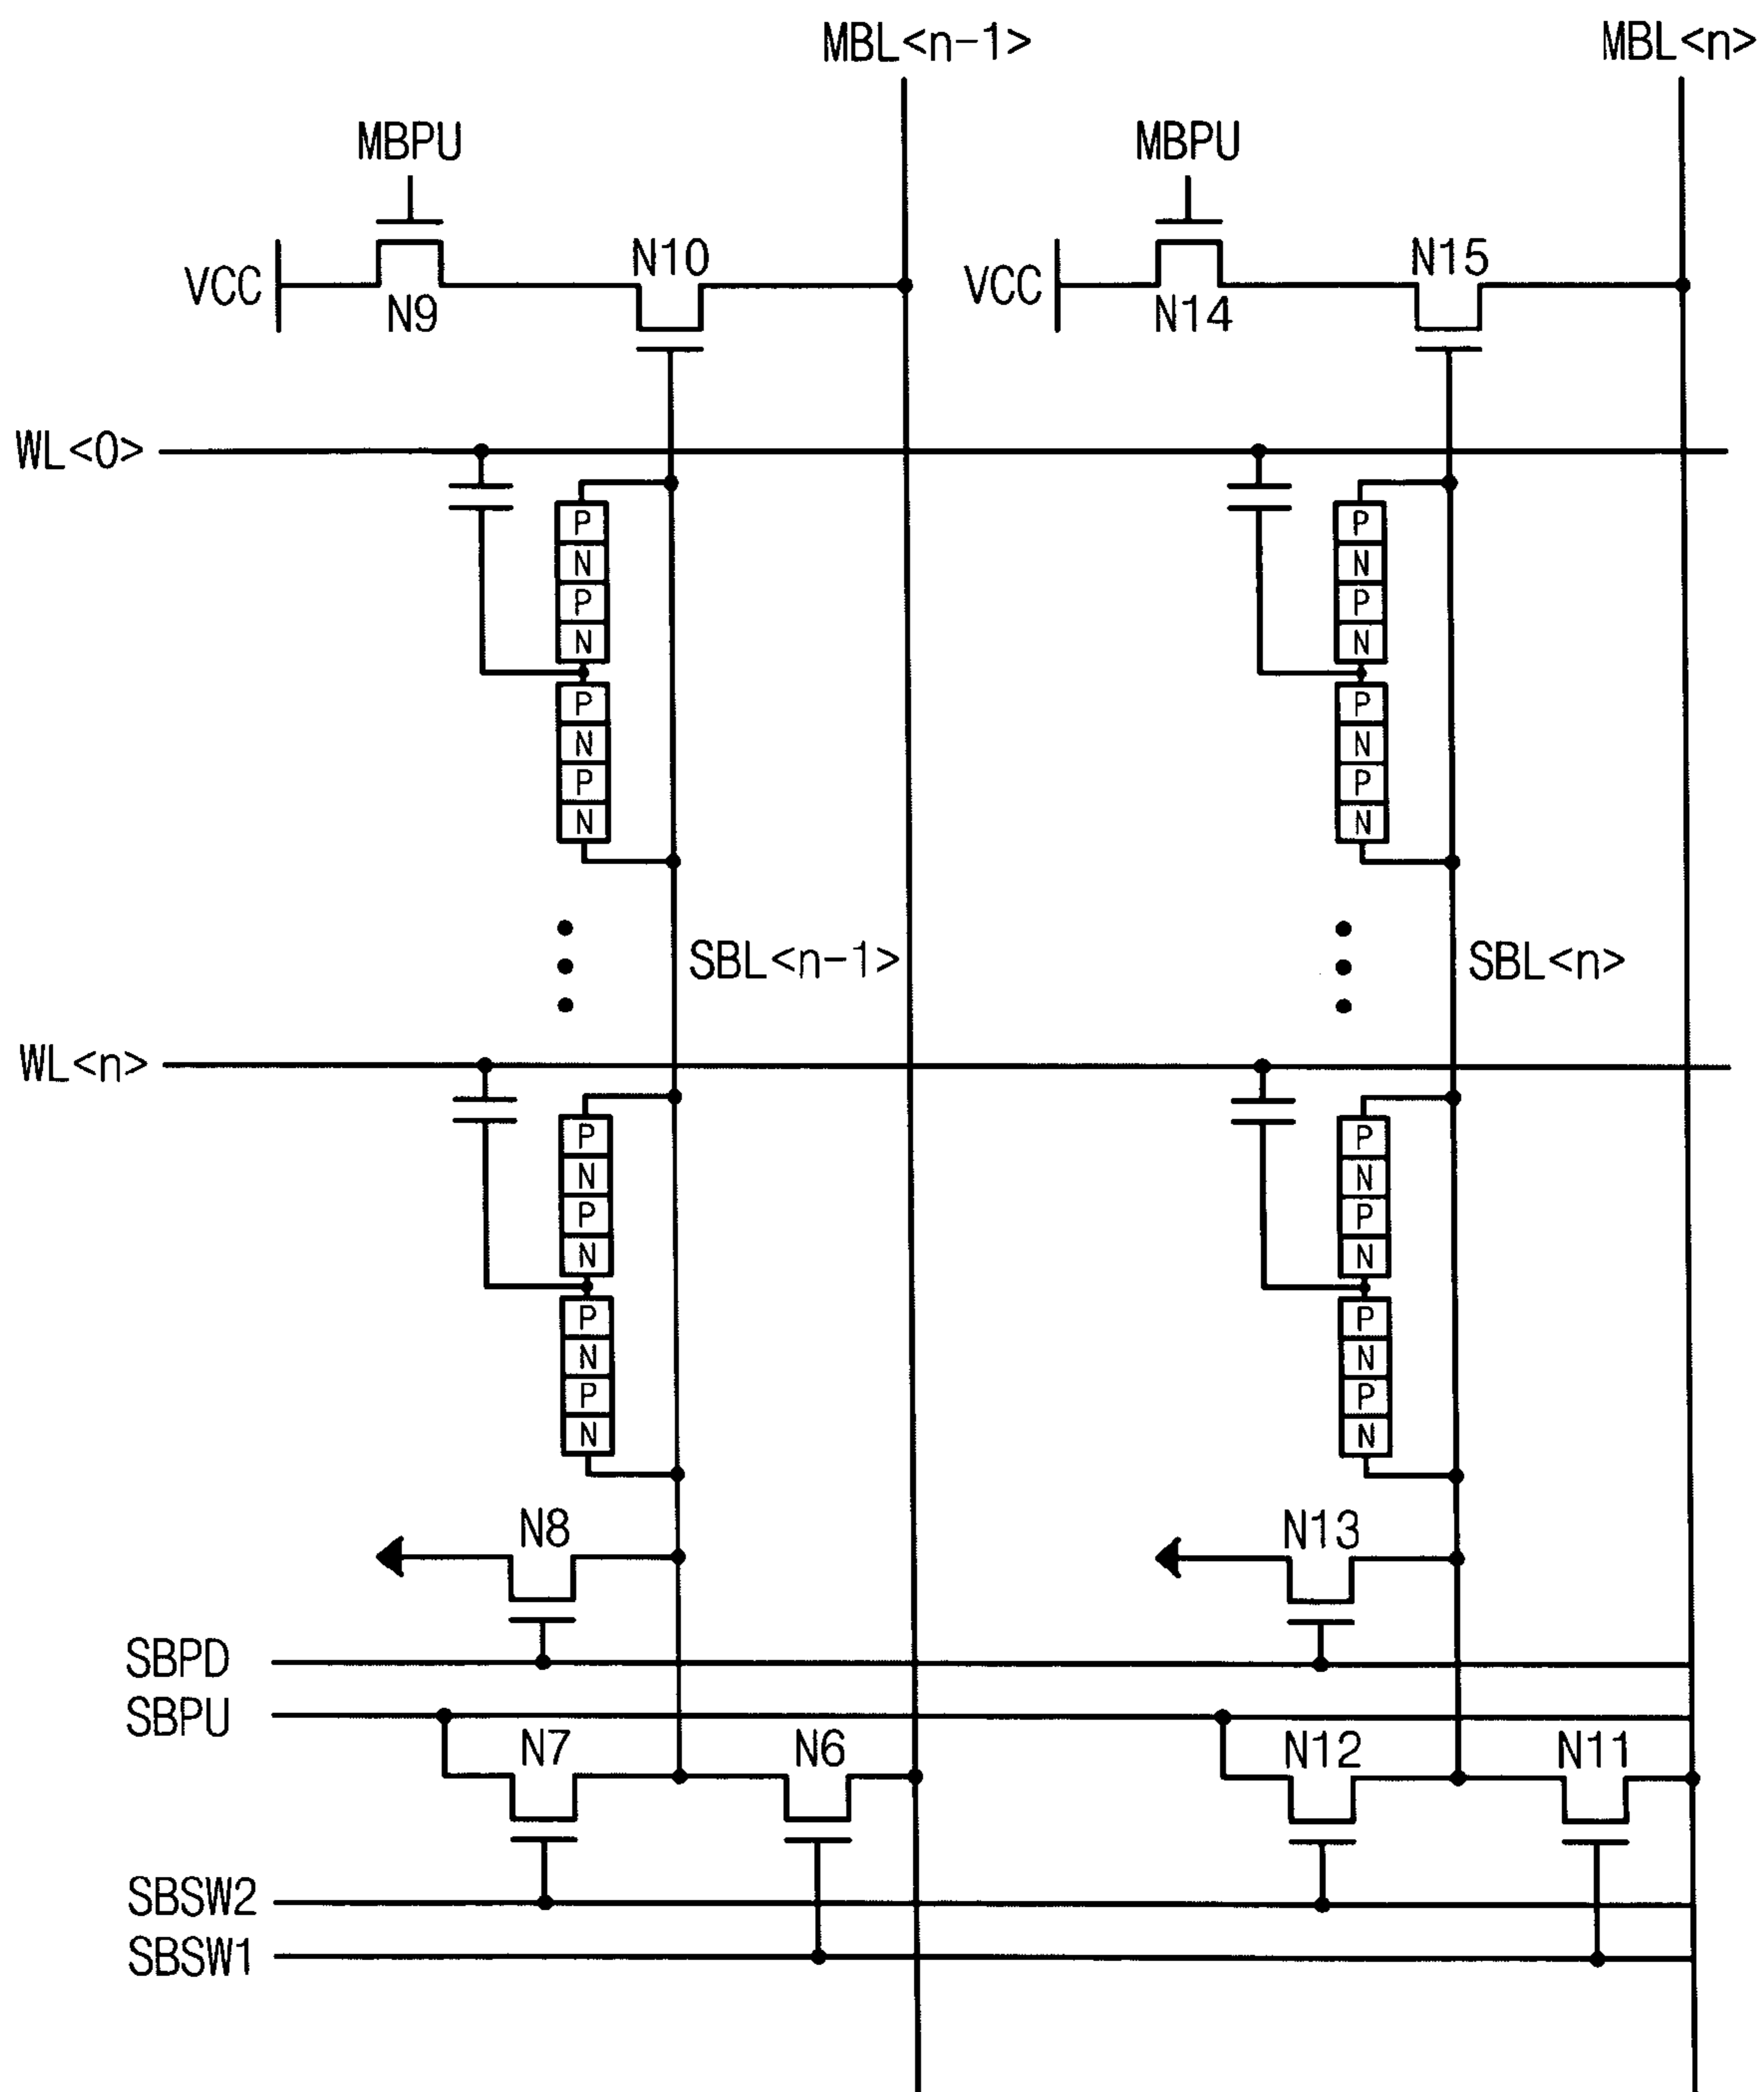 MBL<n-1> MBL<n>
MBPU MBPU
N10 N15
VCC VCC
N9 N14
WL<0>
P P
N N
P P
N N
P P
N N
P P
N N
SBL<n-1> SBL<n>
WL<n>
P P
N N
P P
N N
P P
N N
P P
N N
N8 N13
SBPD
SBPU
N7 N6 N12 N11
SBSW2
SBSW1